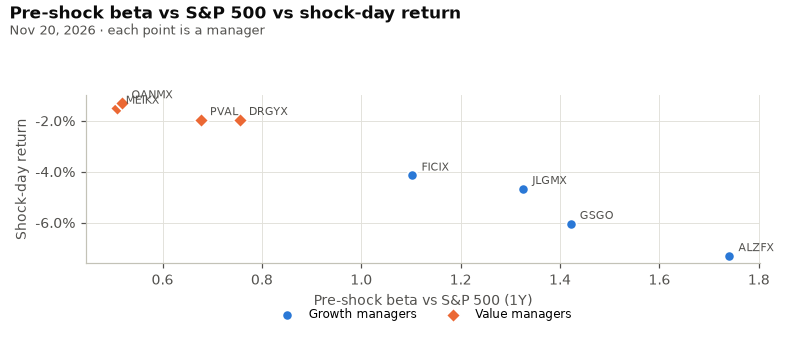 Pre-shock beta vs S&P 500 vs shock-day return
Nov 20, 2026 · each point is a manager
Shock-day return
-2.0%
-4.0%
-6.0%
OANMX
MEIKX
PVAL
DRGYX
FICIX
JLGMX
GSGO
ALZFX
0.6
0.8
1.0
1.2
1.4
1.6
1.8
Pre-shock beta vs S&P 500 (1Y)
Growth managers
Value managers